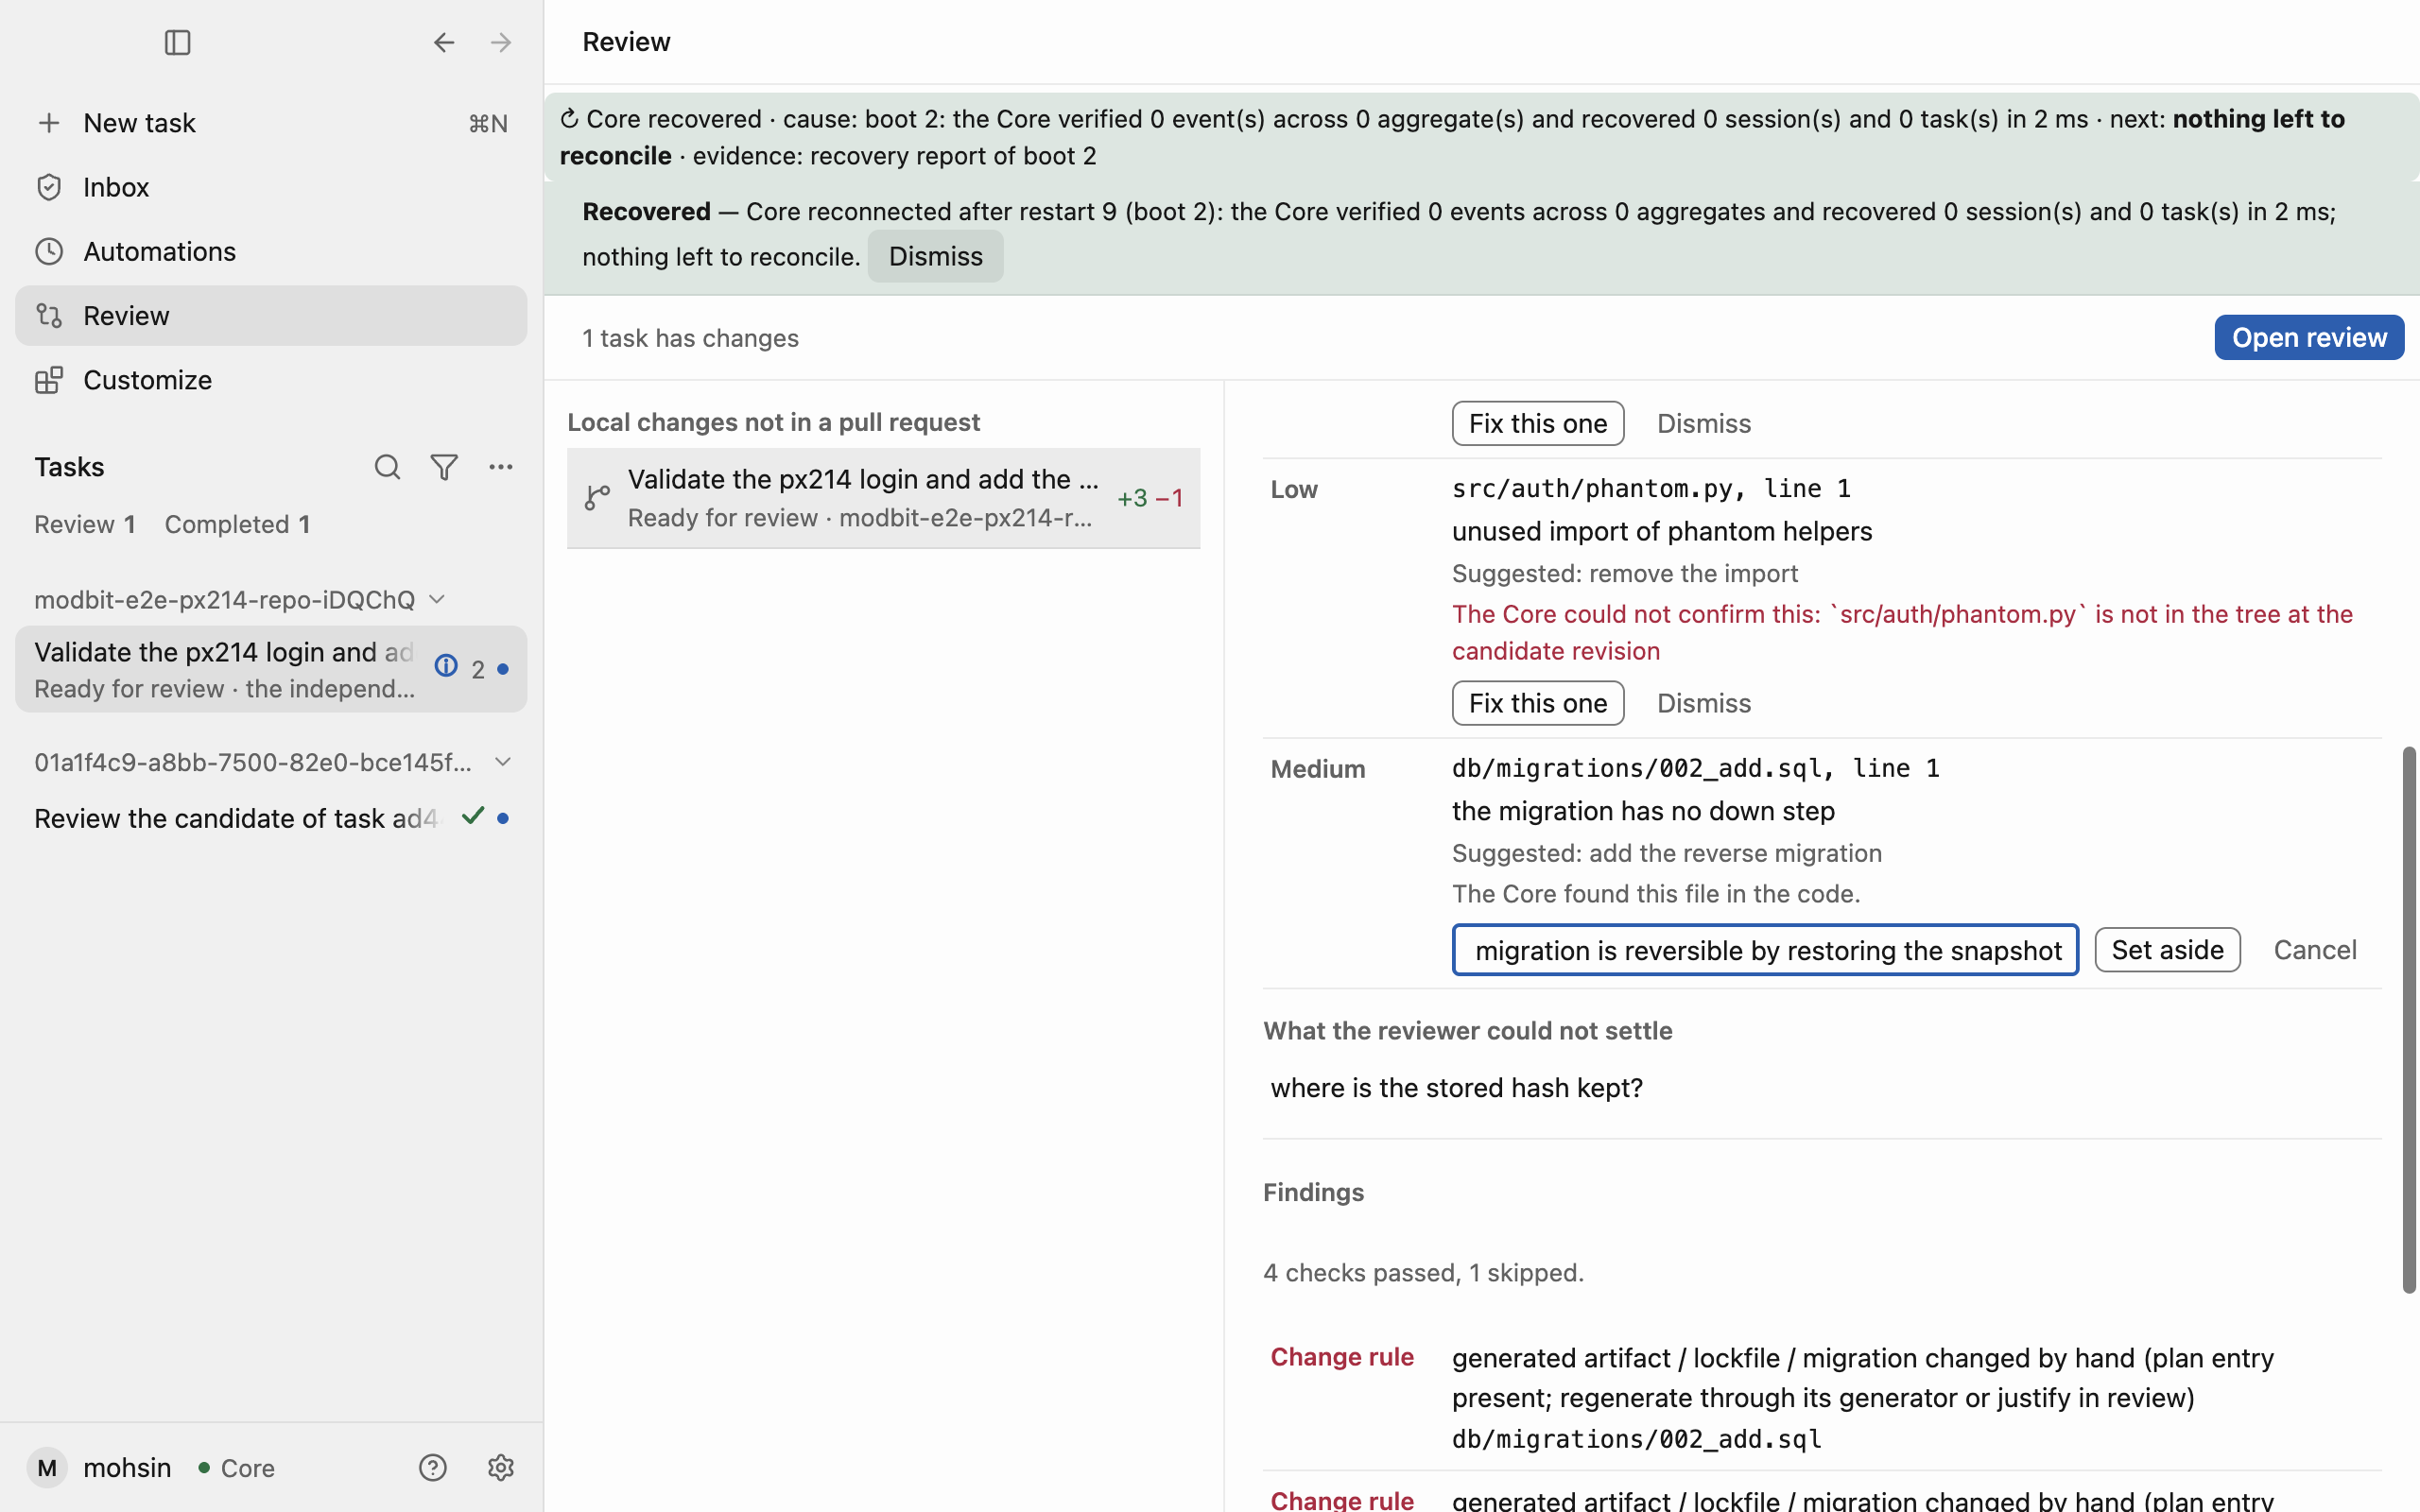 New task ⌘N
Inbox
Automations
Review
Customize
Tasks
Review 1 Completed 1
modbit-e2e-px214-repo-iDQChQ
Validate the px214 login and ad
2
Ready for review · the independ...
01a1f4c9-a8bb-7500-82e0-bce145f...
Review the candidate of task ad4
M mohsin Core
Review
Core recovered · cause: boot 2: the Core verified 0 event(s) across 0 aggregate(s) and recovered 0 session(s) and 0 task(s) in 2 ms · next: nothing left to
reconcile · evidence: recovery report of boot 2
Recovered — Core reconnected after restart 9 (boot 2): the Core verified 0 events across 0 aggregates and recovered 0 session(s) and 0 task(s) in 2 ms;
nothing left to reconcile. Dismiss
1 task has changes
Open review
Local changes not in a pull request
Validate the px214 login and add the ...
+3 −1
Ready for review · modbit-e2e-px214-r...
Fix this one Dismiss
Low src/auth/phantom.py, line 1
unused import of phantom helpers
Suggested: remove the import
The Core could not confirm this: `src/auth/phantom.py` is not in the tree at the
candidate revision
Fix this one Dismiss
Medium db/migrations/002_add.sql, line 1
the migration has no down step
Suggested: add the reverse migration
The Core found this file in the code.
migration is reversible by restoring the snapshot Set aside Cancel
What the reviewer could not settle
where is the stored hash kept?
Findings
4 checks passed, 1 skipped.
Change rule generated artifact / lockfile / migration changed by hand (plan entry
present; regenerate through its generator or justify in review)
db/migrations/002_add.sql
Change rule generated artifact / lockfile / migration changed by hand (plan entry